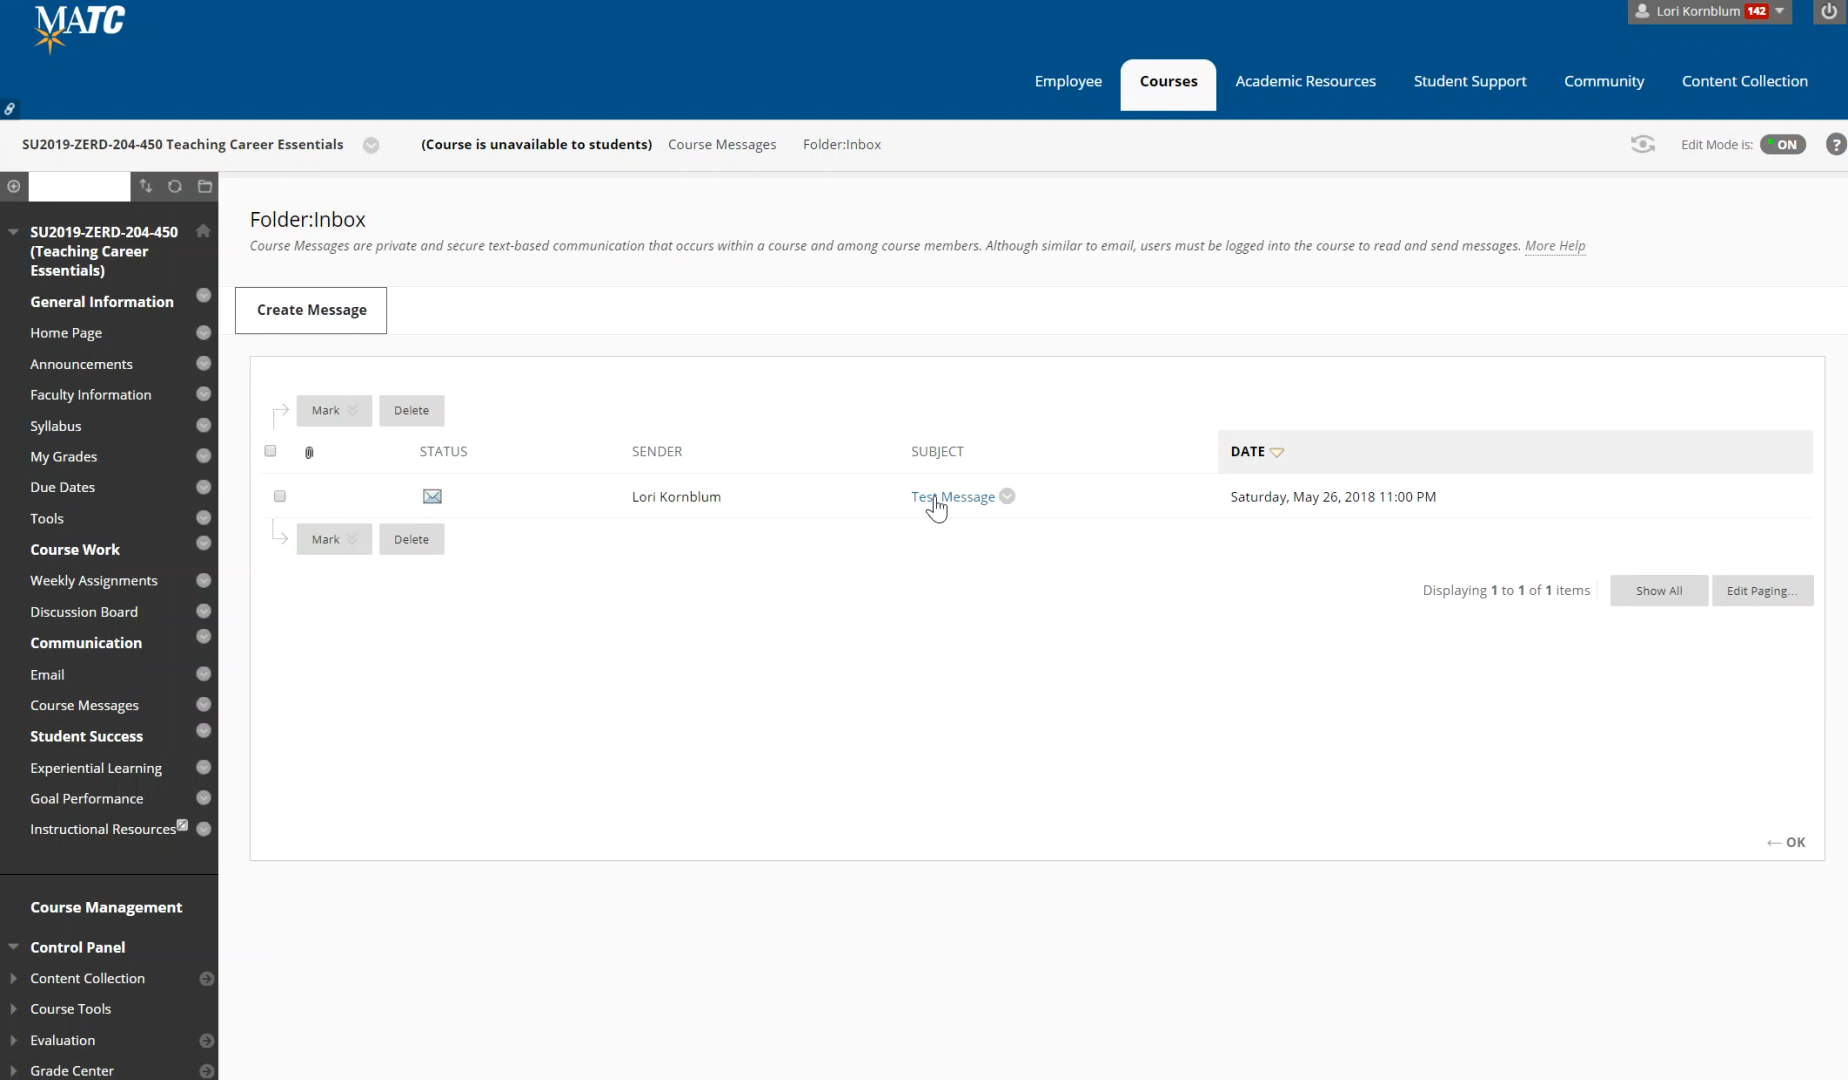 MATC
Lori Kornblum 142
Employee Courses Academic Resources Student Support Community Content Collection
SU2019-ZERD-204-450 Teaching Career Essentials (Course is unavailable to students) Course Messages Folder:Inbox Edit Mode is: ON ?
SU2019-ZERD-204-450
(Teaching Career
Essentials)
General Information
Home Page
Announcements
Faculty Information
Syllabus
My Grades
Due Dates
Tools
Course Work
Weekly Assignments
Discussion Board
Communication
Email
Course Messages
Student Success
Experiential Learning
Goal Performance
Instructional Resources
Course Management
Control Panel
Content Collection
Course Tools
Evaluation
Grade Center
Folder:Inbox
Course Messages are private and secure text-based communication that occurs within a course and among course members. Although similar to email, users must be logged into the course to read and send messages. More Help
Create Message
Mark Delete
STATUS SENDER SUBJECT DATE
Lori Kornblum Test Message Saturday, May 26, 2018 11:00 PM
Mark Delete
Displaying 1 to 1 of 1 items Show All Edit Paging...
← OK